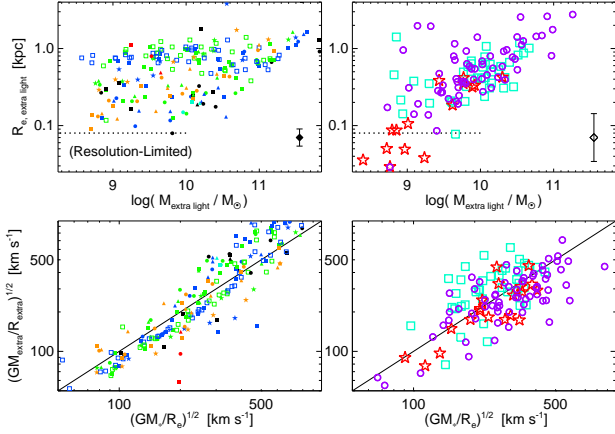 R_e, extra light [kpc]
1.0
0.1
(Resolution-Limited)
9 10 11
log( M_extra light / M_☉)
1.0
0.1
9 10 11
log( M_extra light / M_☉)
(GM_extra/R_extra)^1/2 [km s^-1]
500
100
100 500
(GM_*/R_e)^1/2 [km s^-1]
500
100
100 500
(GM_*/R_e)^1/2 [km s^-1]